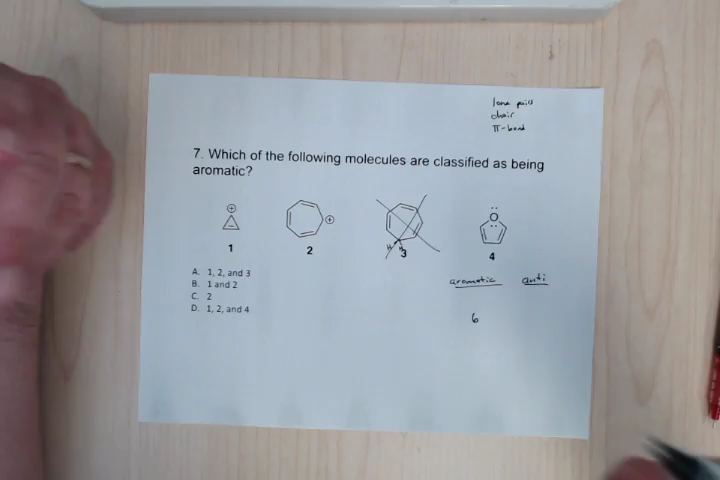 lone pairs
chair
π-bond
7. Which of the following molecules are classified as being
aromatic?
⊕
⊕
O
H
H
1
2
3
4
A. 1, 2, and 3
B. 1 and 2
C. 2
D. 1, 2, and 4
aromatic anti
6